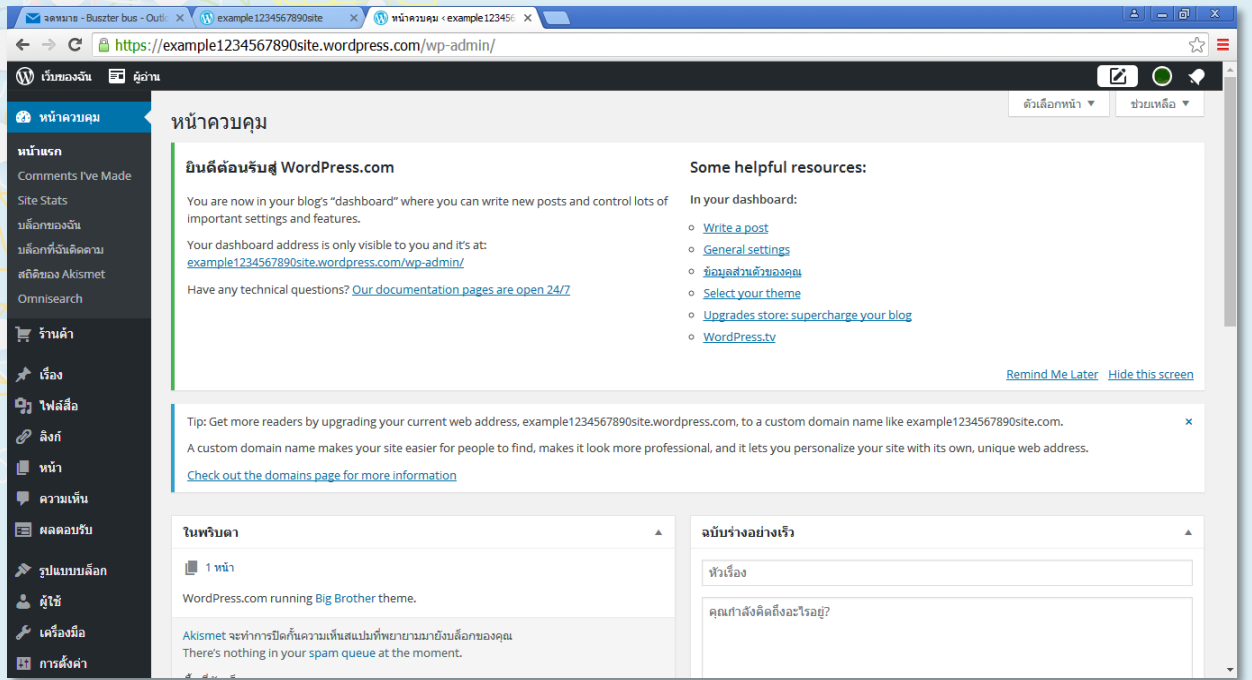 จดหมาย - Buszter bus - Outlo
example1234567890site
หน้าควบคุม ‹ example123456
https://example1234567890site.wordpress.com/wp-admin/
เว็บของฉัน
ผู้อ่าน
ตัวเลือกหน้า
ช่วยเหลือ
หน้าควบคุม
หน้าแรก
Comments I've Made
Site Stats
บล็อกของฉัน
บล็อกที่ฉันติดตาม
สถิติของ Akismet
Omnisearch
ร้านค้า
เรื่อง
ไฟล์สื่อ
ลิงก์
หน้า
ความเห็น
ผลตอบรับ
รูปแบบบล็อก
ผู้ใช้
เครื่องมือ
การตั้งค่า
หน้าควบคุม
ยินดีต้อนรับสู่ WordPress.com
You are now in your blog's “dashboard” where you can write new posts and control lots of
important settings and features.
Your dashboard address is only visible to you and it's at:
example1234567890site.wordpress.com/wp-admin/
Have any technical questions? Our documentation pages are open 24/7
Some helpful resources:
In your dashboard:
Write a post
General settings
ข้อมูลส่วนตัวของคุณ
Select your theme
Upgrades store: supercharge your blog
WordPress.tv
Remind Me Later Hide this screen
Tip: Get more readers by upgrading your current web address, example1234567890site.wordpress.com, to a custom domain name like example1234567890site.com.
A custom domain name makes your site easier for people to find, makes it look more professional, and it lets you personalize your site with its own, unique web address.
Check out the domains page for more information
ในพริบตา
1 หน้า
WordPress.com running Big Brother theme.
Akismet จะทำการปิดกั้นความเห็นสแปมที่พยายามมายังบล็อกของคุณ
There's nothing in your spam queue at the moment.
ฉบับร่างอย่างเร็ว
หัวเรื่อง
คุณกำลังคิดถึงอะไรอยู่?